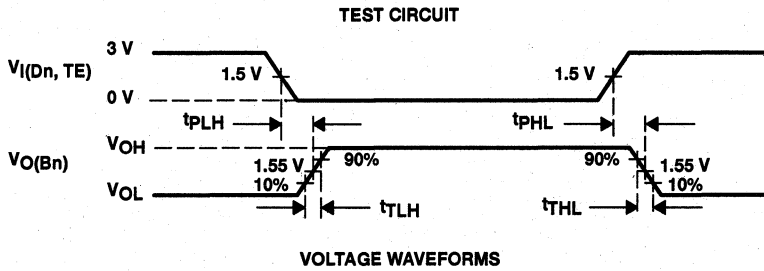 TEST CIRCUIT
3 V
VI(Dn, TE)
1.5 V
1.5 V
0 V
tPLH
tPHL
VOH
90%
90%
VO(Bn)
1.55 V
1.55 V
10%
10%
VOL
tTLH
tTHL
VOLTAGE WAVEFORMS